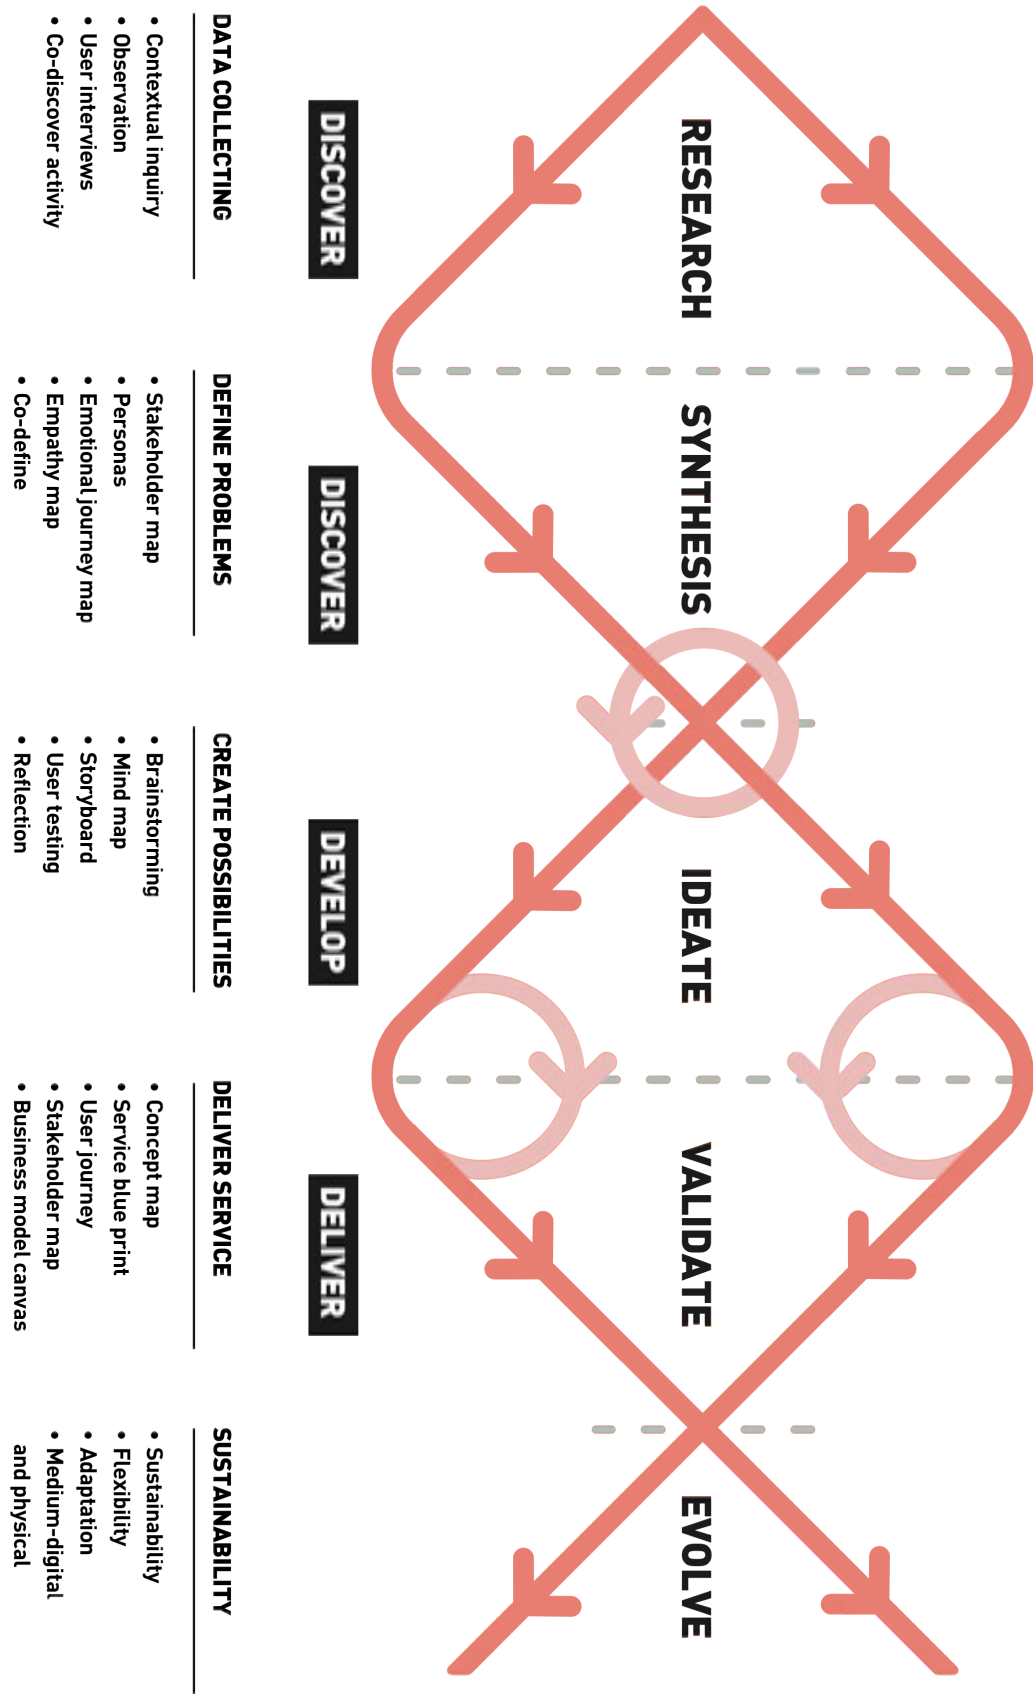 RESEARCH
SYNTHESIS
IDEATE
VALIDATE
EVOLVE
DISCOVER
DISCOVER
DEVELOP
DELIVER
DATA COLLECTING
• Contextual inquiry
• Observation
• User interviews
• Co-discover activity
DEFINE PROBLEMS
• Stakeholder map
• Personas
• Emotional journey map
• Empathy map
• Co-define
CREATE POSSIBILITIES
• Brainstorming
• Mind map
• Storyboard
• User testing
• Reflection
DELIVER SERVICE
• Concept map
• Service blue print
• User journey
• Stakeholder map
• Business model canvas
SUSTAINABILITY
• Sustainability
• Flexibility
• Adaptation
• Medium-digital
and physical